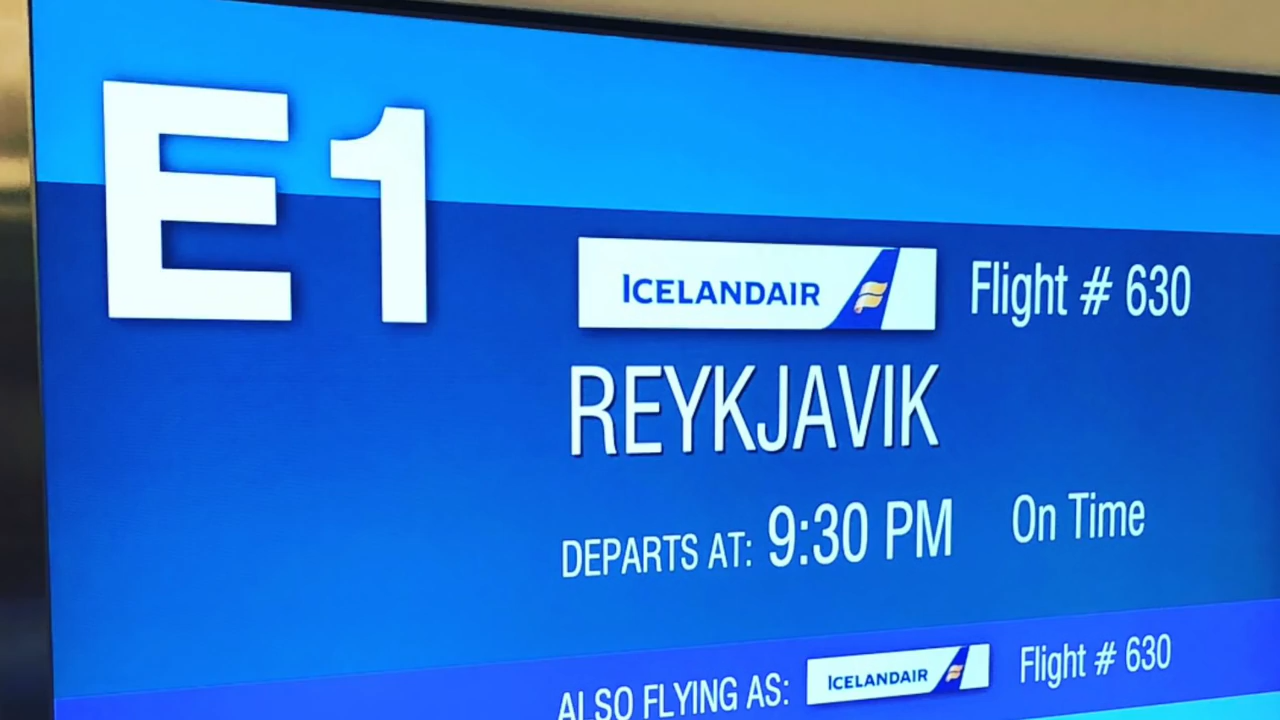 E1
ICELANDAIR Flight # 630
REYKJAVIK
DEPARTS AT: 9:30 PM On Time
ALSO FLYING AS: ICELANDAIR Flight # 630